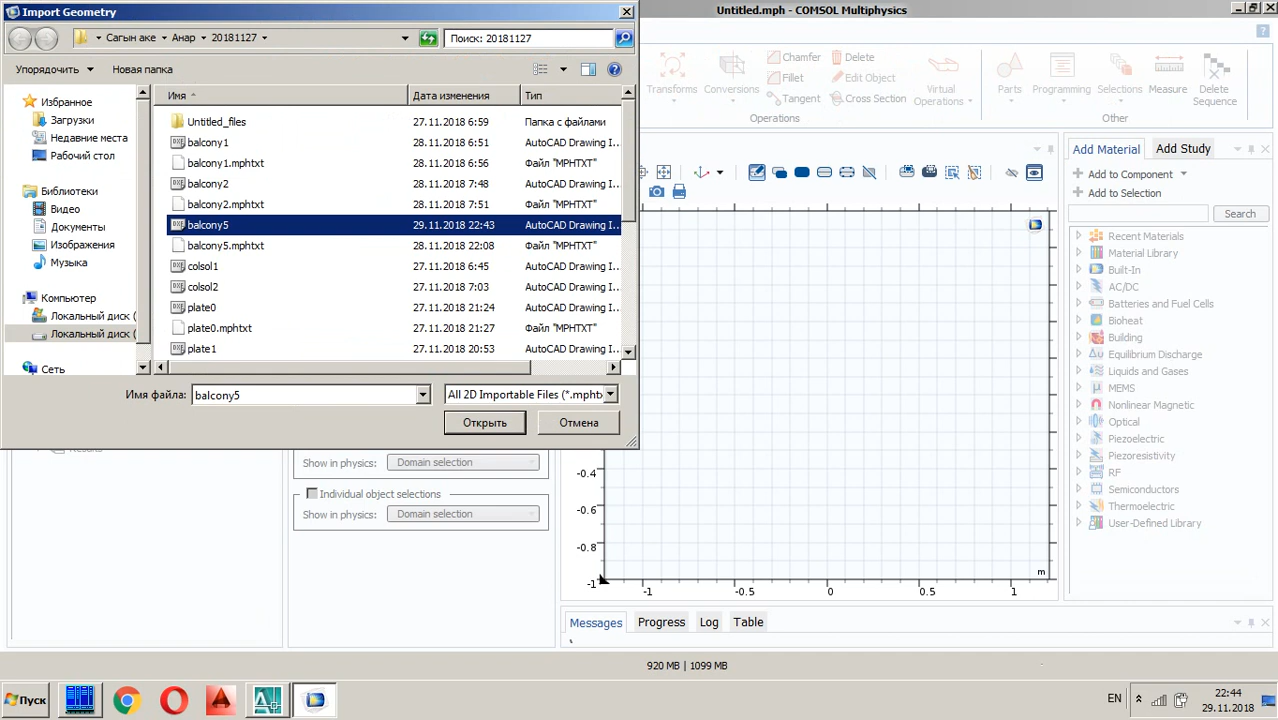 Import Geometry
Untitled.mph - COMSOL Multiphysics
Сагын аке
Анар
20181127
Поиск: 20181127
Упорядочить
Новая папка
Избранное
Загрузки
Недавние места
Рабочий стол
Библиотеки
Видео
Документы
Изображения
Музыка
Компьютер
Локальный диск (
Локальный диск (
Сеть
Имя Дата изменения Тип
Untitled_files 27.11.2018 6:59 Папка с файлами
balcony1 28.11.2018 6:51 AutoCAD Drawing I...
balcony1.mphtxt 28.11.2018 6:56 Файл "MPHTXT"
balcony2 28.11.2018 7:48 AutoCAD Drawing I...
balcony2.mphtxt 28.11.2018 7:51 Файл "MPHTXT"
balcony5 29.11.2018 22:43 AutoCAD Drawing I...
balcony5.mphtxt 28.11.2018 22:08 Файл "MPHTXT"
colsol1 27.11.2018 6:45 AutoCAD Drawing I...
colsol2 27.11.2018 7:03 AutoCAD Drawing I...
plate0 27.11.2018 21:24 AutoCAD Drawing I...
plate0.mphtxt 27.11.2018 21:27 Файл "MPHTXT"
plate1 27.11.2018 20:53 AutoCAD Drawing I...
Имя файла: balcony5
All 2D Importable Files (*.mphtx
Открыть Отмена
Transforms
Conversions
Chamfer
Fillet
Tangent
Delete
Edit Object
Cross Section
Virtual
Operations
Operations
Parts
Programming
Selections
Measure
Delete
Sequence
Other
Add Material
Add Study
Add to Component
Add to Selection
Search
Recent Materials
Material Library
Built-In
AC/DC
Batteries and Fuel Cells
Bioheat
Building
Equilibrium Discharge
Liquids and Gases
MEMS
Nonlinear Magnetic
Optical
Piezoelectric
Piezoresistivity
RF
Semiconductors
Thermoelectric
User-Defined Library
Results
Show in physics: Domain selection
Individual object selections
Show in physics: Domain selection
-0.4
-0.6
-0.8
-1
-1 -0.5 0 0.5 1
m
Messages Progress Log Table
920 MB | 1099 MB
Пуск
EN
22:44
29.11.2018